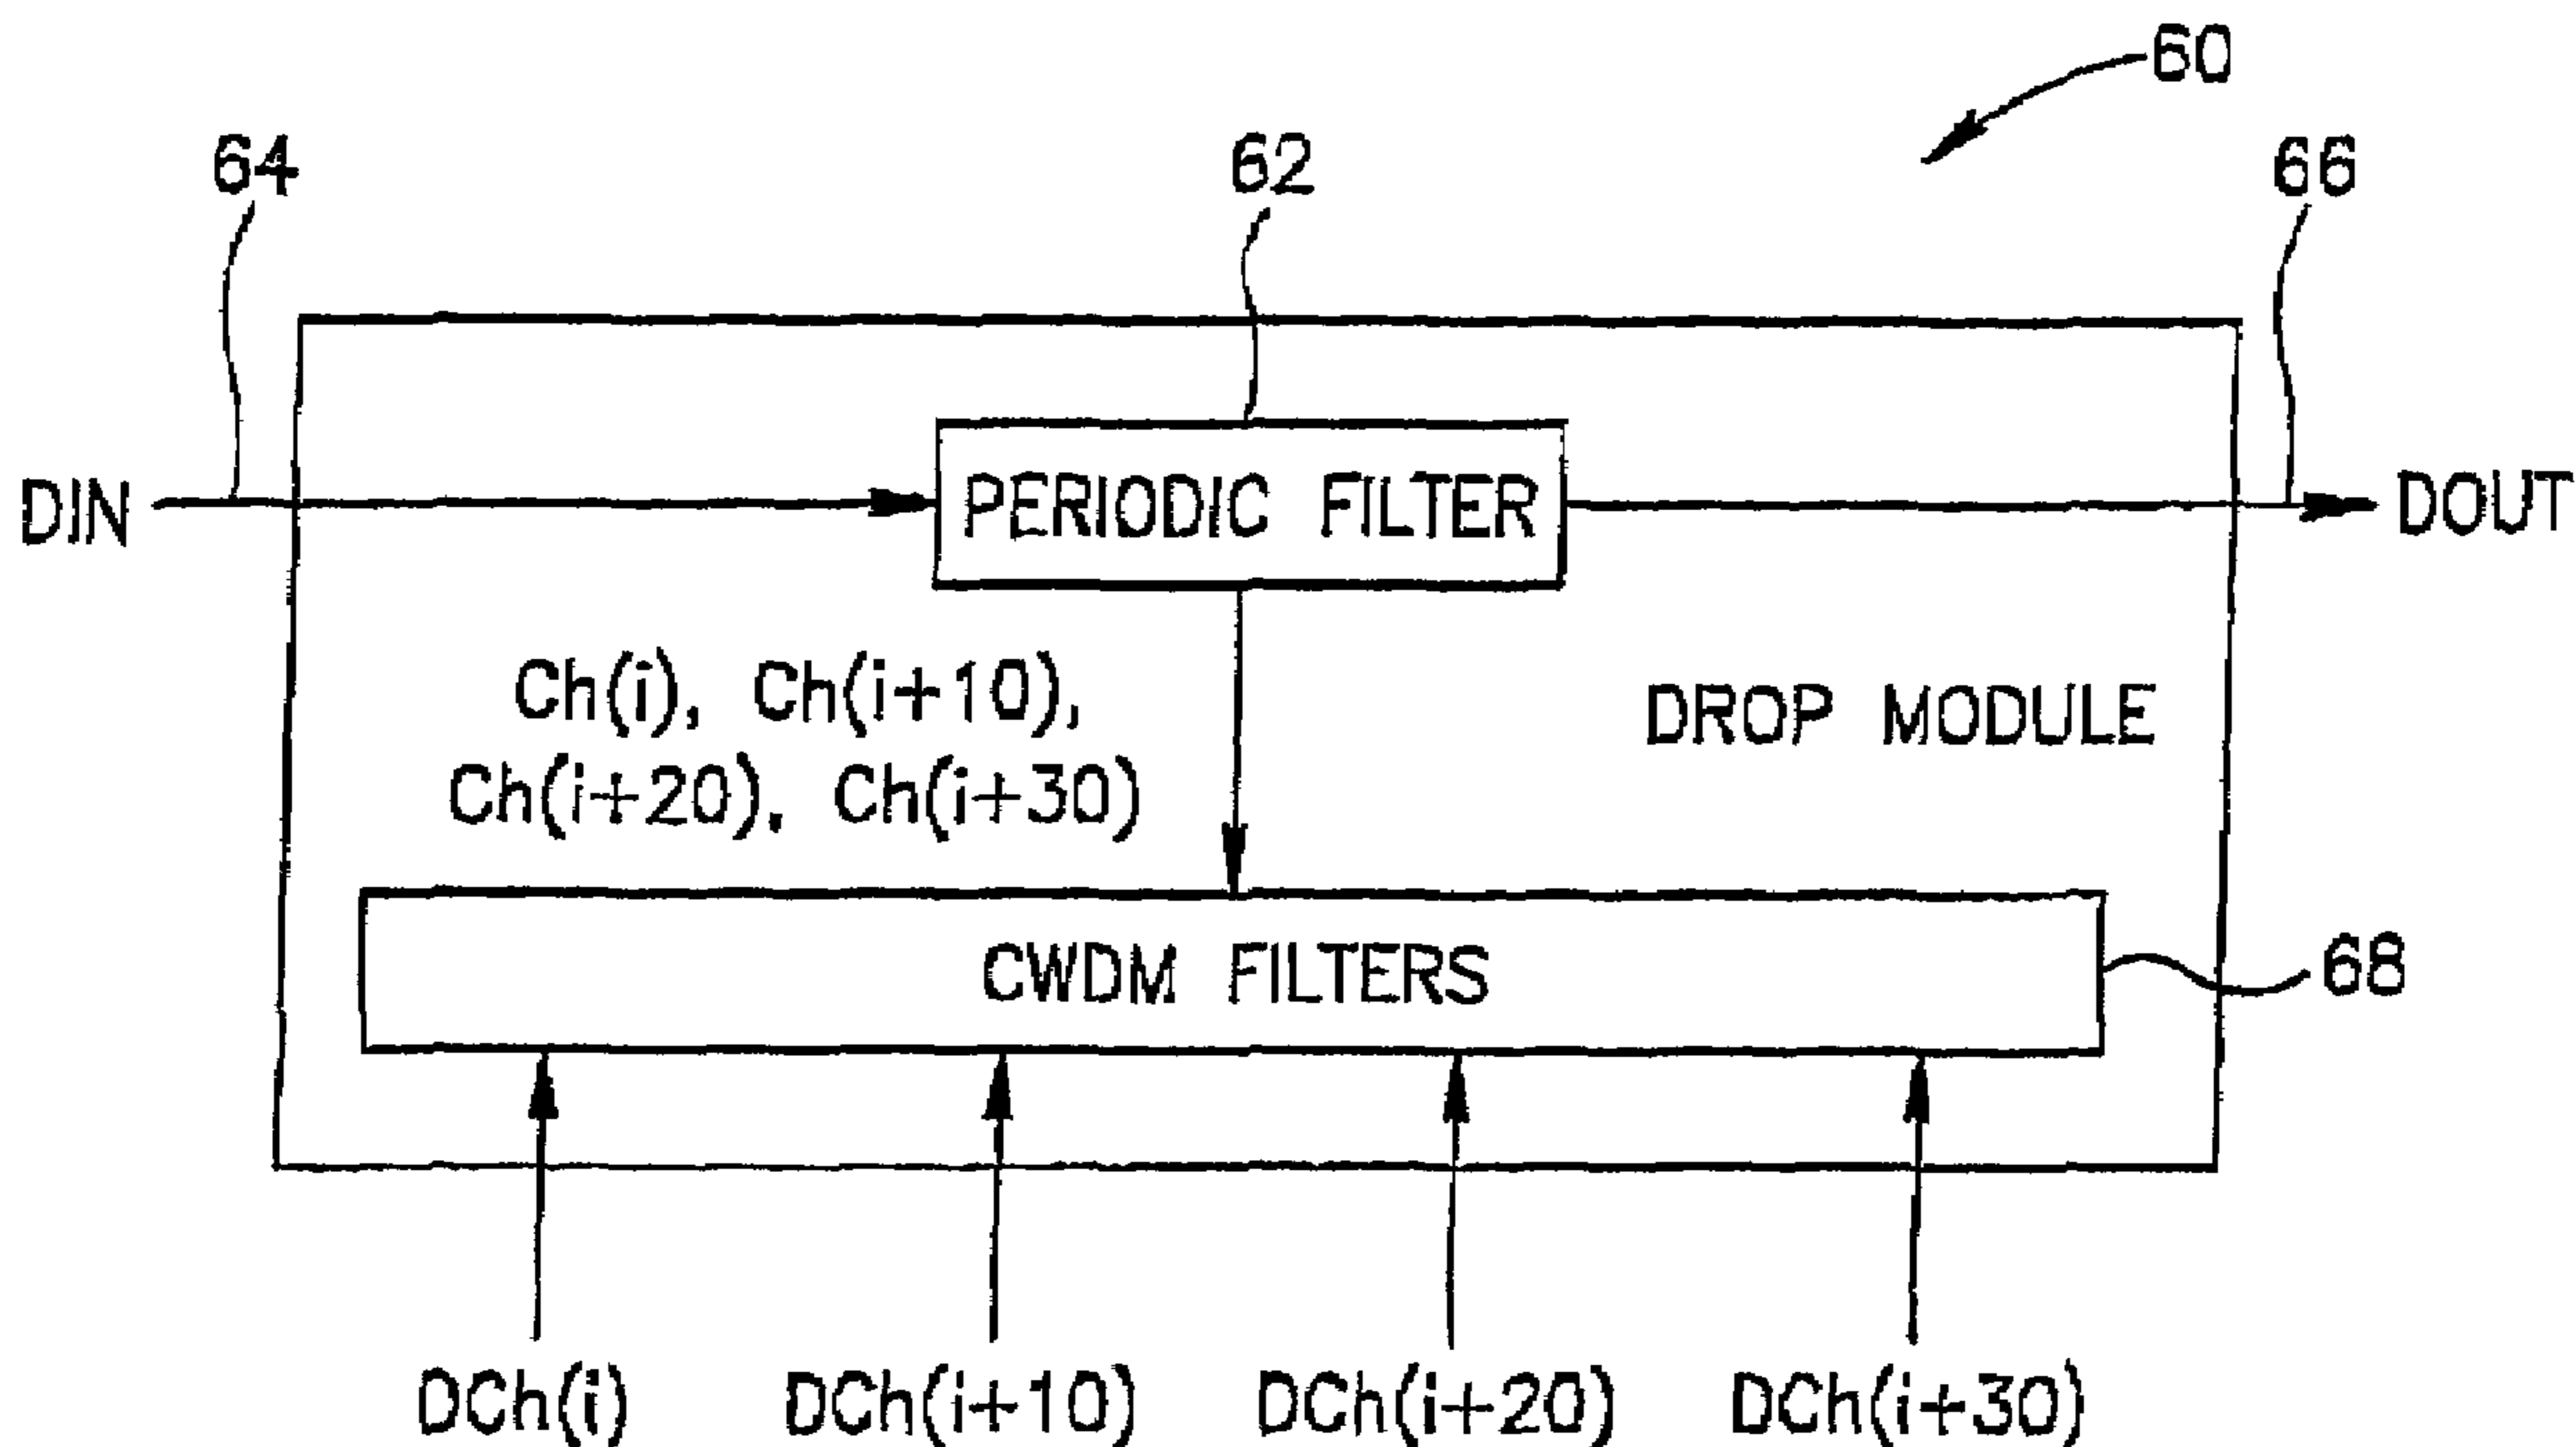 60
64
62
66
DIN
PERIODIC FILTER
DOUT
Ch(i), Ch(i+10),
Ch(i+20), Ch(i+30)
DROP MODULE
CWDM FILTERS
68
DCh(i)
DCh(i+10)
DCh(i+20)
DCh(i+30)